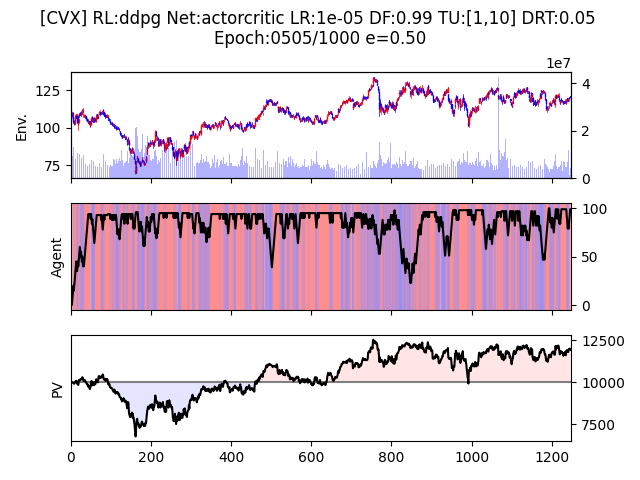 [CVX] RL:ddpg Net:actorcritic LR:1e-05 DF:0.99 TU:[1,10] DRT:0.05
Epoch:0505/1000 e=0.50
1e7
125
100
75
Env.
4
2
0
Agent
100
50
0
PV
12500
10000
7500
0 200 400 600 800 1000 1200